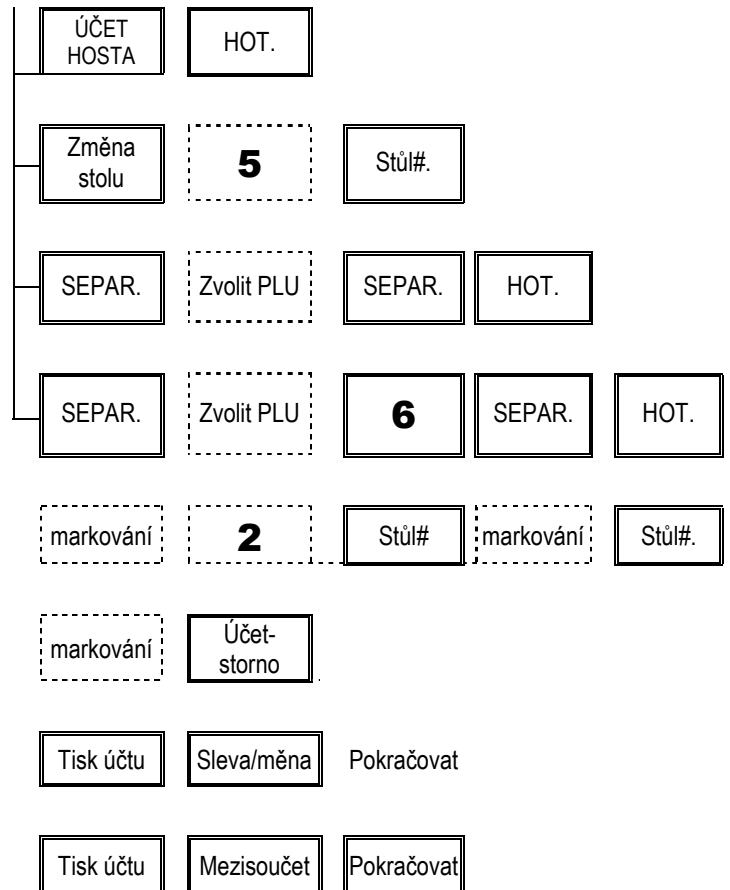 ÚČET HOSTA HOT.
Změna stolu 5 Stůl#.
SEPAR. Zvolit PLU SEPAR. HOT.
SEPAR. Zvolit PLU 6 SEPAR. HOT.
markování 2 Stůl# markování Stůl#.
markování Účet-storno .
Tisk účtu Sleva/měna Pokračovat
Tisk účtu Mezisoučet Pokračovat